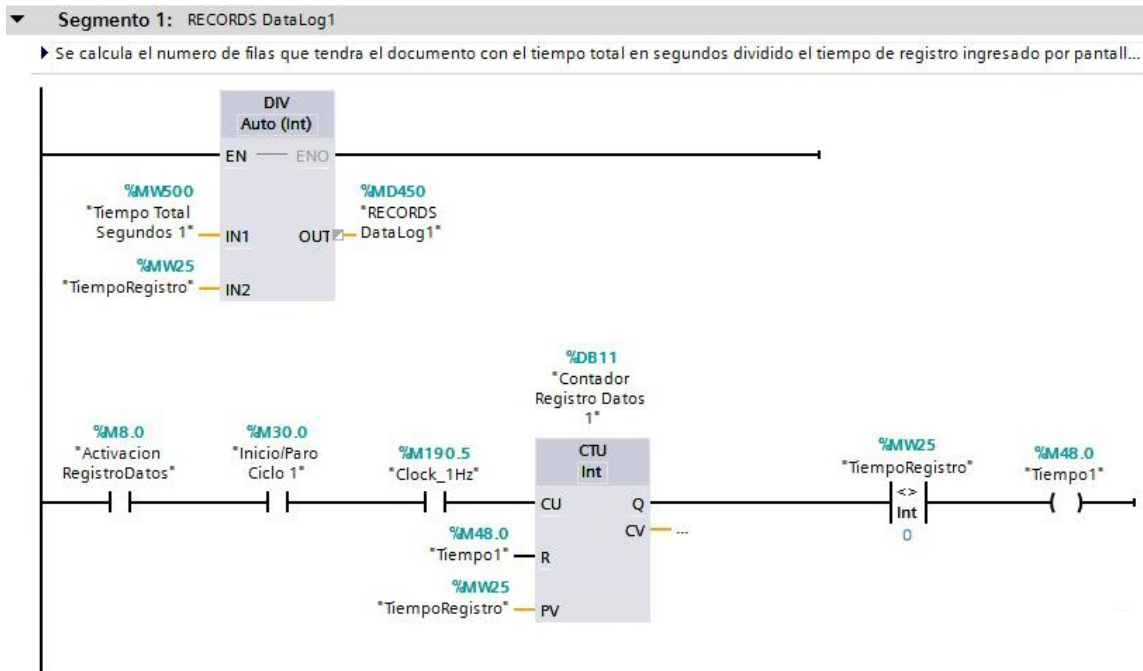 Segmento 1: RECORDS DataLog1
Se calcula el numero de filas que tendra el documento con el tiempo total en segundos dividido el tiempo de registro ingresado por pantall...
DIV
Auto (Int)
EN ENO
%MW500
"Tiempo Total
Segundos 1"
IN1
OUT
%MD450
"RECORDS
DataLog1"
%MW25
"TiempoRegistro"
IN2
%DB11
"Contador
Registro Datos
1"
%M8.0
"Activacion
RegistroDatos"
%M30.0
"Inicio/Paro
Ciclo 1"
%M190.5
"Clock_1Hz"
CTU
Int
CU Q
CV ...
%M48.0
"Tiempo1"
R
%MW25
"TiempoRegistro"
PV
%MW25
"TiempoRegistro"
<>
Int
0
%M48.0
"Tiempo1"